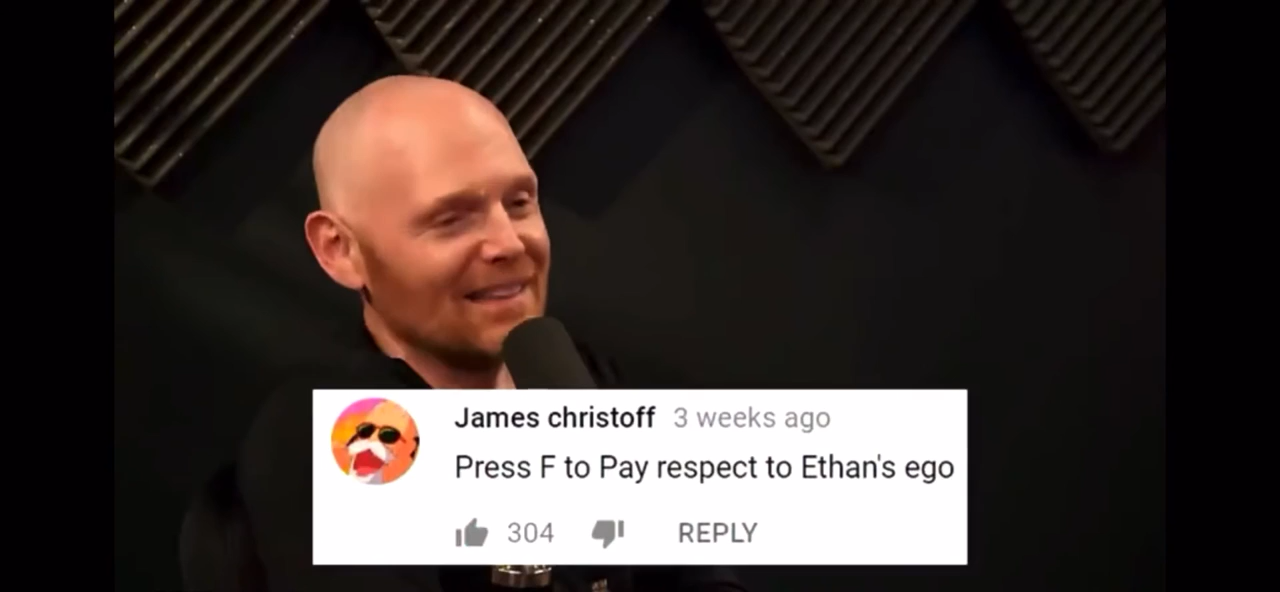 James christoff 3 weeks ago
Press F to Pay respect to Ethan's ego
304 REPLY